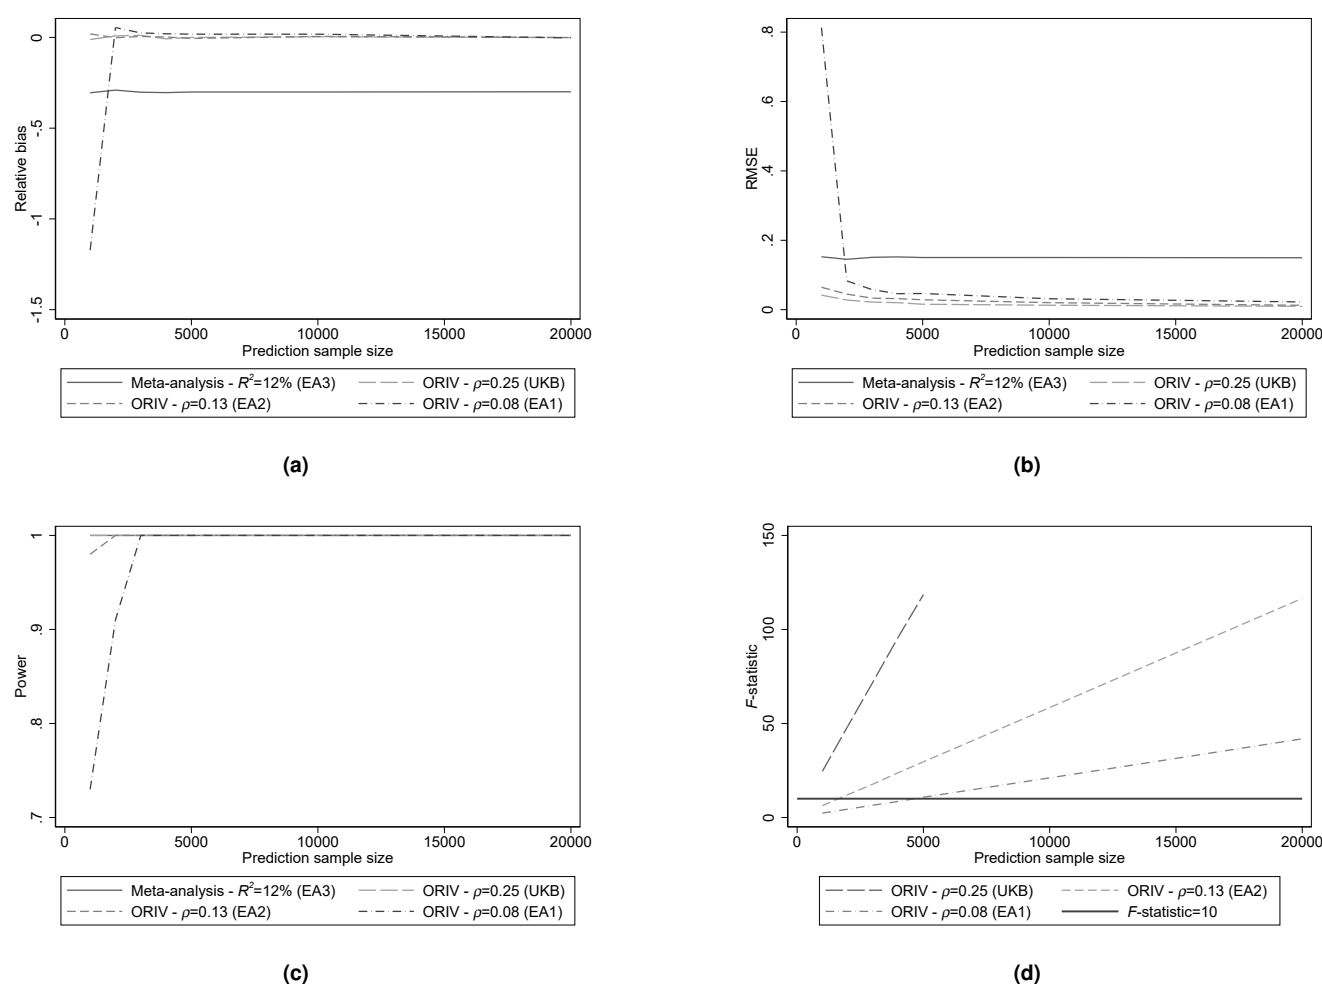 0
-.5
-1
-1.5
Relative bias
0 5000 10000 15000 20000
Prediction sample size
Meta-analysis - R²=12% (EA3) ORIV - ρ=0.25 (UKB)
ORIV - ρ=0.13 (EA2) ORIV - ρ=0.08 (EA1)
(a)
.8
.6
.4
.2
0
RMSE
0 5000 10000 15000 20000
Prediction sample size
Meta-analysis - R²=12% (EA3) ORIV - ρ=0.25 (UKB)
ORIV - ρ=0.13 (EA2) ORIV - ρ=0.08 (EA1)
(b)
1
.9
.8
.7
Power
0 5000 10000 15000 20000
Prediction sample size
Meta-analysis - R²=12% (EA3) ORIV - ρ=0.25 (UKB)
ORIV - ρ=0.13 (EA2) ORIV - ρ=0.08 (EA1)
(c)
150
100
50
0
F-statistic
0 5000 10000 15000 20000
Prediction sample size
ORIV - ρ=0.25 (UKB) ORIV - ρ=0.13 (EA2)
ORIV - ρ=0.08 (EA1) F-statistic=10
(d)